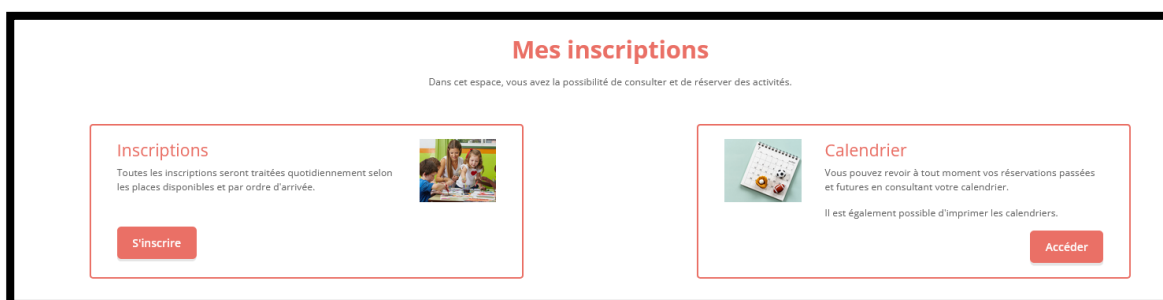 Mes inscriptions
Dans cet espace, vous avez la possibilité de consulter et de réserver des activités.
Inscriptions
Toutes les inscriptions seront traitées quotidiennement selon
les places disponibles et par ordre d'arrivée.
S'inscrire
Calendrier
Vous pouvez revoir à tout moment vos réservations passées
et futures en consultant votre calendrier.
Il est également possible d'imprimer les calendriers.
Accéder